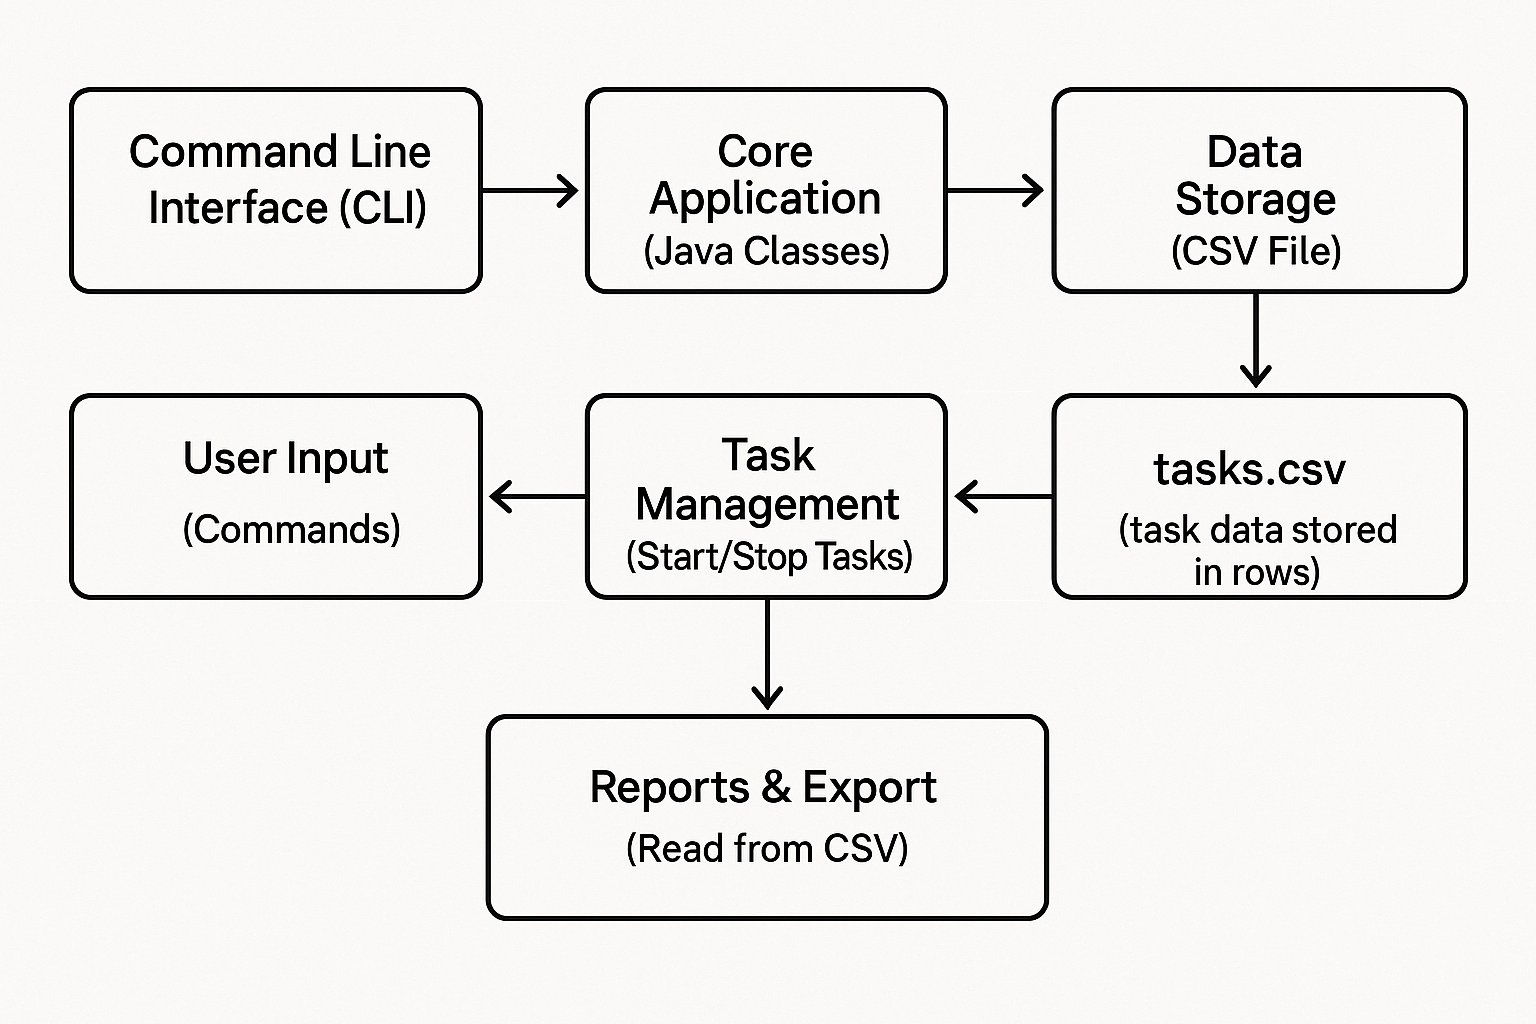 Command Line
Interface (CLI)
Core
Application
(Java Classes)
Data
Storage
(CSV File)
User Input
(Commands)
Task
Management
(Start/Stop Tasks)
tasks.csv
(task data stored
in rows)
Reports & Export
(Read from CSV)